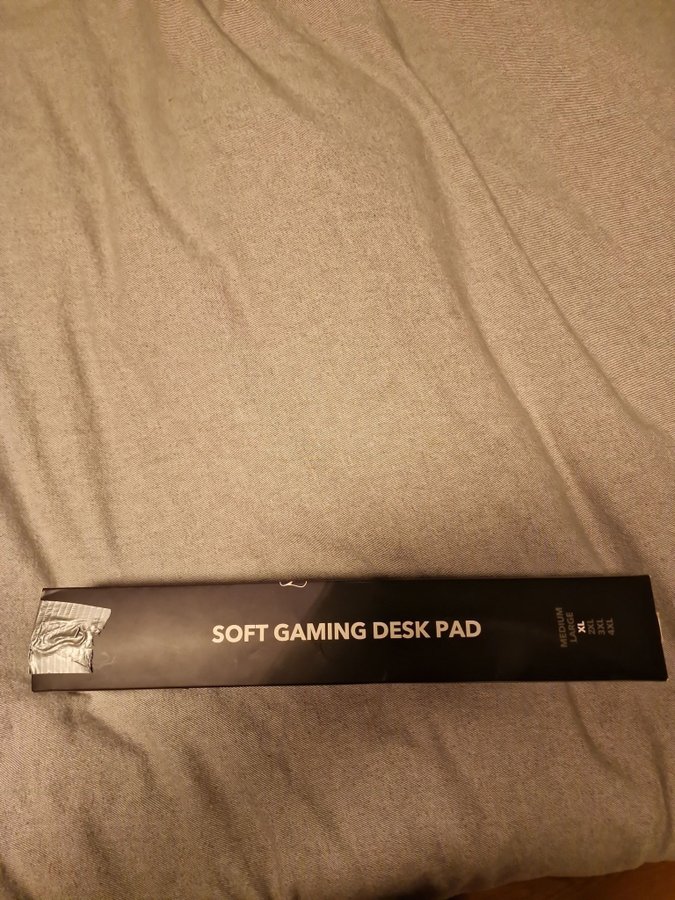 SOFT GAMING DESK PAD
MEDIUM
LARGE
XL
2XL
3XL
4XL